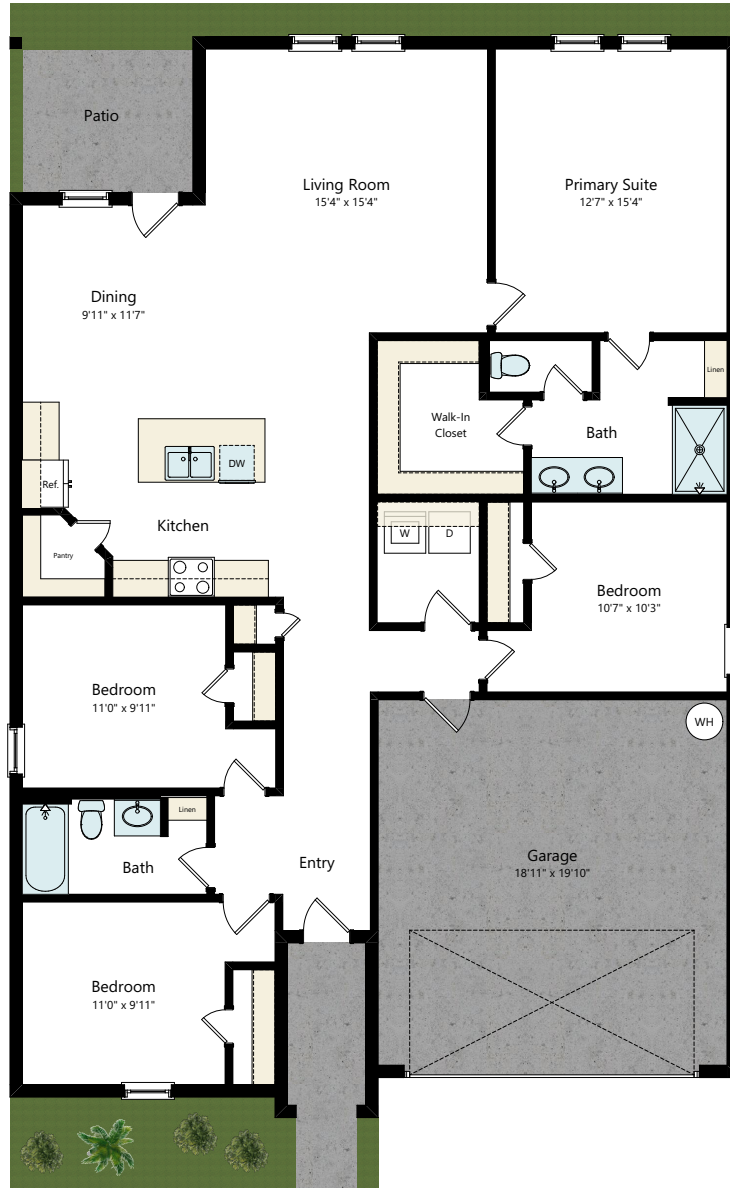 Patio
Living Room
15'4" x 15'4"
Primary Suite
12'7" x 15'4"
Dining
9'11" x 11'7"
Linen
Walk-In
Closet
Bath
DW
Ref.
Kitchen
W
D
Pantry
Bedroom
10'7" x 10'3"
Bedroom
11'0" x 9'11"
WH
Linen
Bath
Entry
Garage
18'11" x 19'10"
Bedroom
11'0" x 9'11"